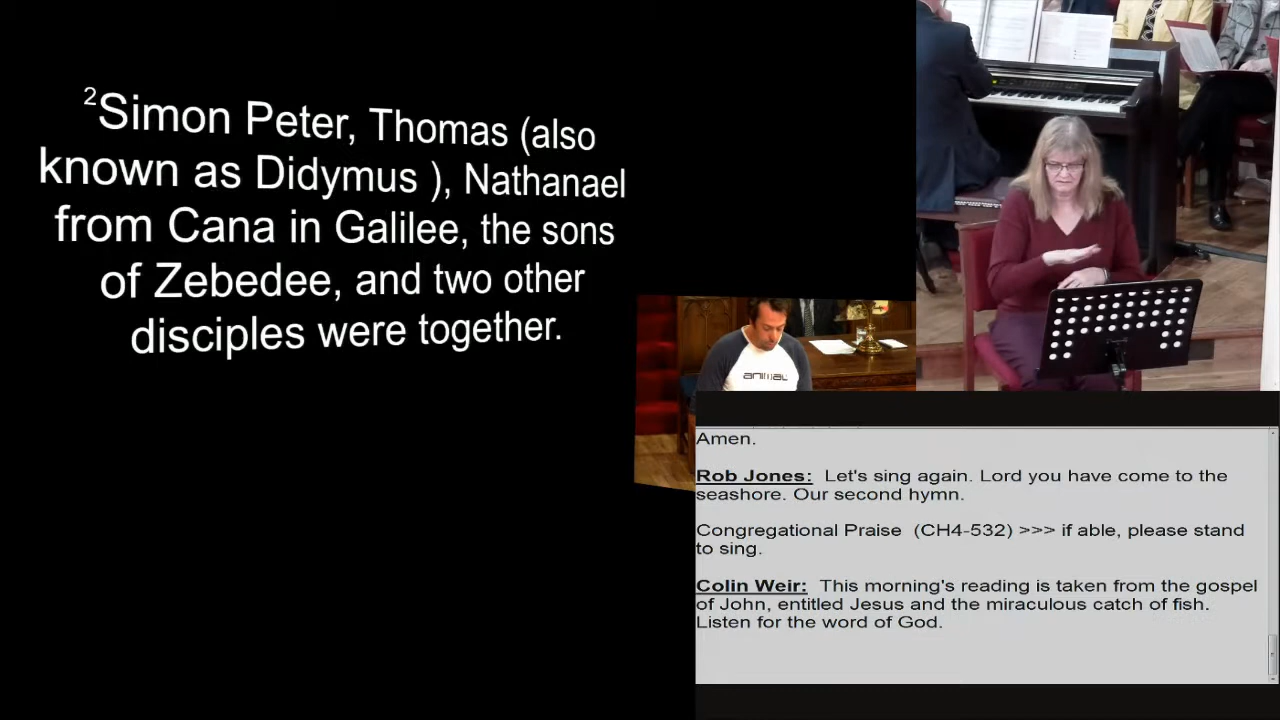 ²Simon Peter, Thomas (also
known as Didymus ), Nathanael
from Cana in Galilee, the sons
of Zebedee, and two other
disciples were together.
animal
Amen.
Rob Jones: Let's sing again. Lord you have come to the
seashore. Our second hymn.
Congregational Praise (CH4-532) >>> if able, please stand
to sing.
Colin Weir: This morning's reading is taken from the gospel
of John, entitled Jesus and the miraculous catch of fish.
Listen for the word of God.